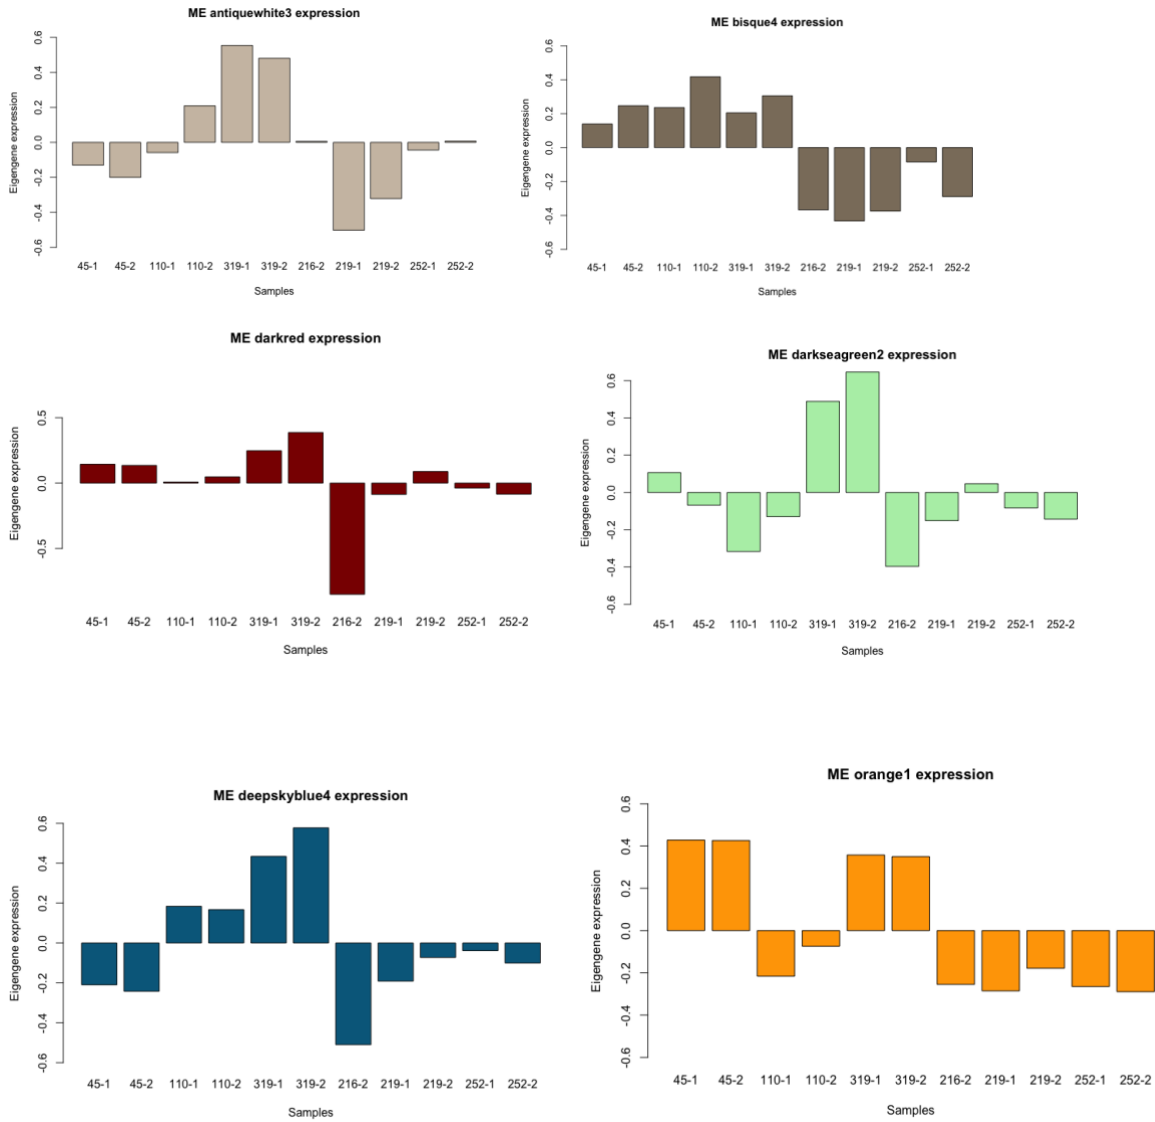 ME antiquewhite3 expression
Eigengene expression
0.6
0.4
0.2
0.0
-0.2
-0.4
-0.6
45-1 45-2 110-1 110-2 319-1 319-2 216-2 219-1 219-2 252-1 252-2
Samples
ME bisque4 expression
Eigengene expression
0.6
0.4
0.2
0.0
-0.2
-0.4
-0.6
45-1 45-2 110-1 110-2 319-1 319-2 216-2 219-1 219-2 252-1 252-2
Samples
ME darkred expression
Eigengene expression
0.5
0.0
-0.5
45-1 45-2 110-1 110-2 319-1 319-2 216-2 219-1 219-2 252-1 252-2
Samples
ME darkseagreen2 expression
Eigengene expression
0.6
0.4
0.2
0.0
-0.2
-0.4
-0.6
45-1 45-2 110-1 110-2 319-1 319-2 216-2 219-1 219-2 252-1 252-2
Samples
ME deepskyblue4 expression
Eigengene expression
0.6
0.4
0.2
0.0
-0.2
-0.4
-0.6
45-1 45-2 110-1 110-2 319-1 319-2 216-2 219-1 219-2 252-1 252-2
Samples
ME orange1 expression
Eigengene expression
0.6
0.4
0.2
0.0
-0.2
-0.4
-0.6
45-1 45-2 110-1 110-2 319-1 319-2 216-2 219-1 219-2 252-1 252-2
Samples